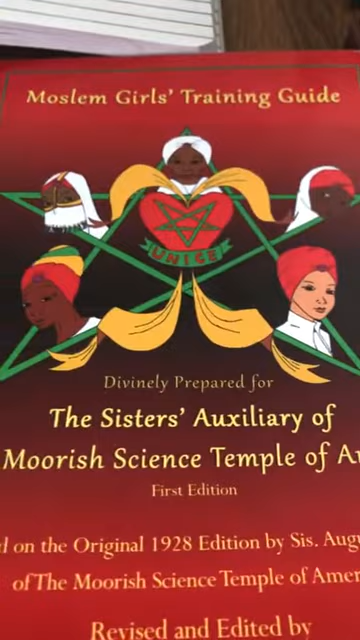 Moslem Girls' Training Guide
UNICE
Divinely Prepared for
The Sisters' Auxiliary of
Moorish Science Temple of
First Edition
on the Original 1928 Edition by Sis.
of The Moorish Science Temple of
Revised and Edited by